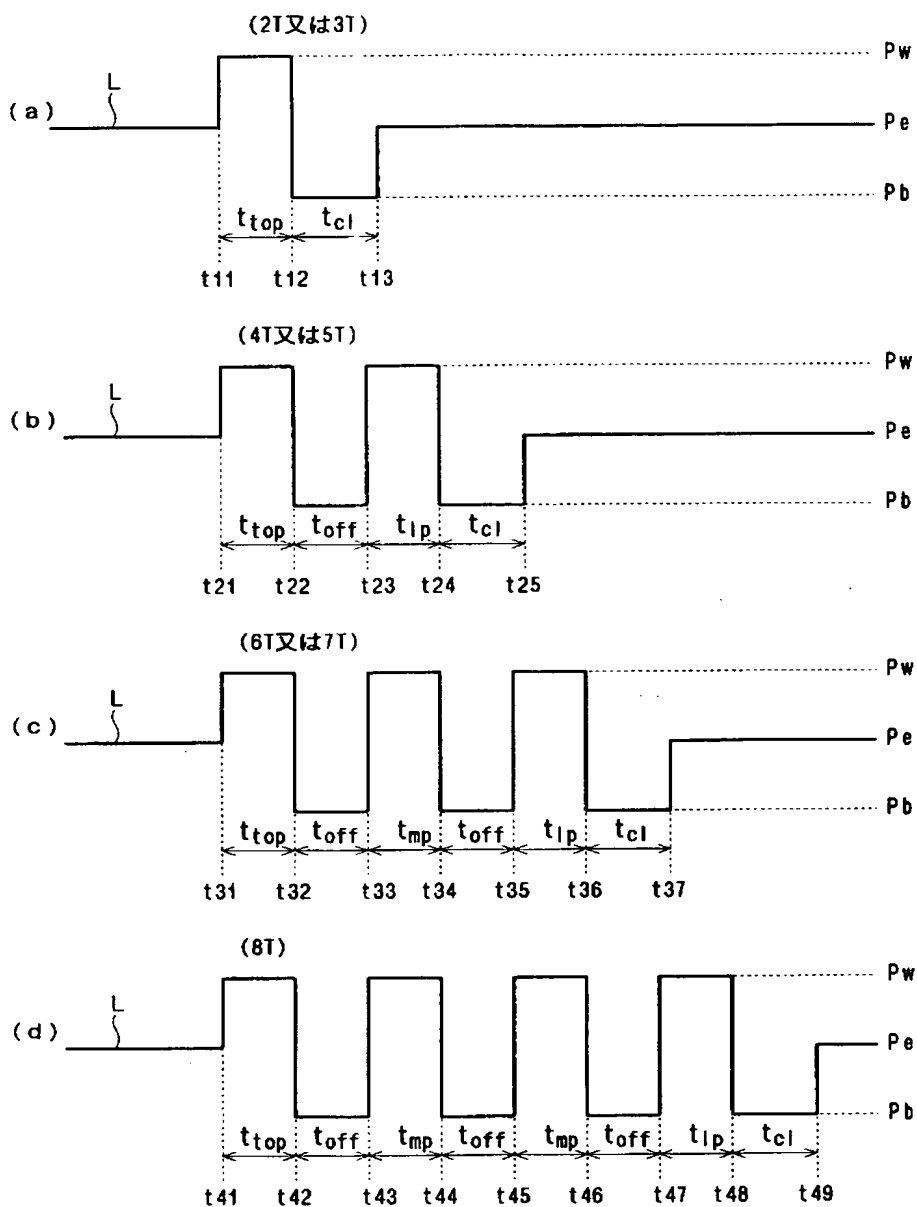 (2T又は3T)
Pw
L
(a)
Pe
Pb
ttop tcl
t11 t12 t13
(4T又は5T)
Pw
L
(b)
Pe
Pb
ttop toff tlp tcl
t21 t22 t23 t24 t25
(6T又は7T)
Pw
L
(c)
Pe
Pb
ttop toff tmp toff tlp tcl
t31 t32 t33 t34 t35 t36 t37
(8T)
Pw
L
(d)
Pe
Pb
ttop toff tmp toff tmp toff tlp tcl
t41 t42 t43 t44 t45 t46 t47 t48 t49